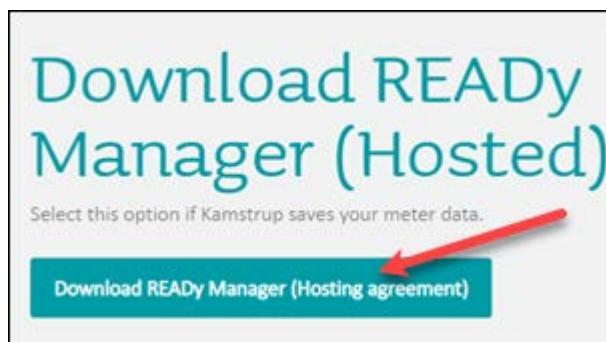 Download READy
Manager (Hosted)
Select this option if Kamstrup saves your meter data.
Download READy Manager (Hosting agreement)